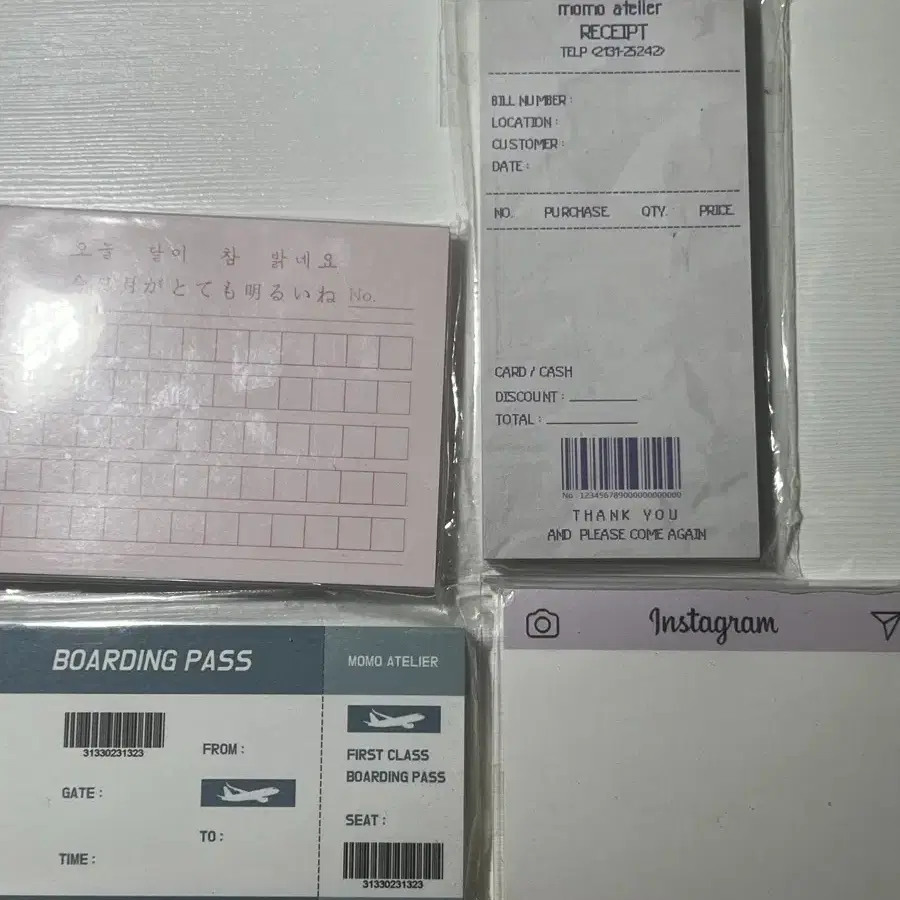 momo atelier
RECEIPT
TELP <2131-25242>
BILL NUMBER :
LOCATION :
CUSTOMER :
DATE :
NO. PURCHASE QTY. PRICE
CARD / CASH
DISCOUNT :
TOTAL :
No 123456789000000000000
THANK YOU
AND PLEASE COME AGAIN
오늘 달이 참 밝네요
月がとても明るいね No.
BOARDING PASS
31330231323
FROM :
GATE :
TO :
TIME :
MOMO ATELIER
FIRST CLASS
BOARDING PASS
SEAT :
31330231323
Instagram